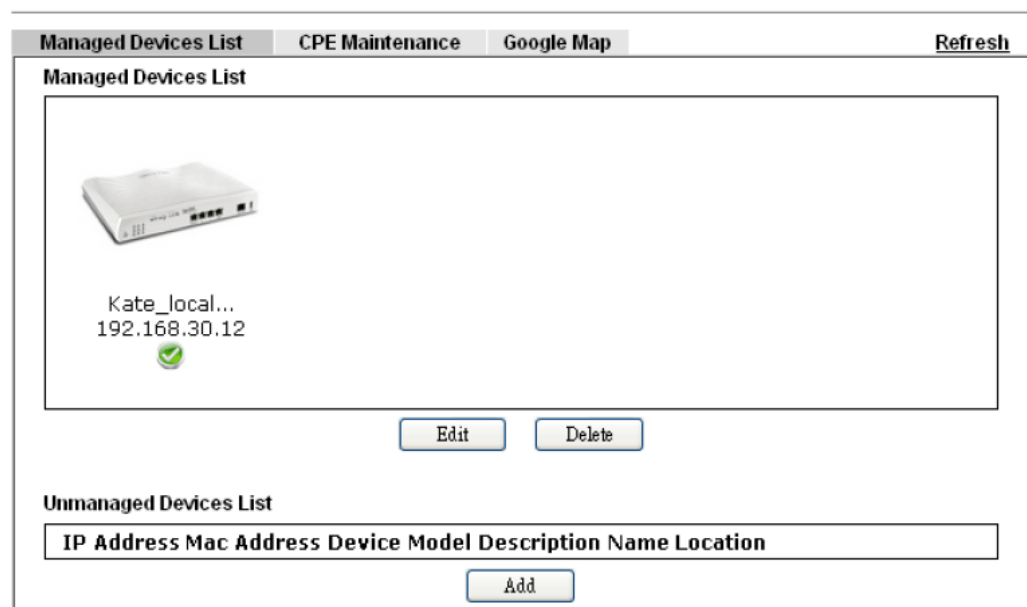 Managed Devices List CPE Maintenance Google Map Refresh
Managed Devices List
Kate_local...
192.168.30.12
Edit Delete
Unmanaged Devices List
IP Address Mac Address Device Model Description Name Location
Add